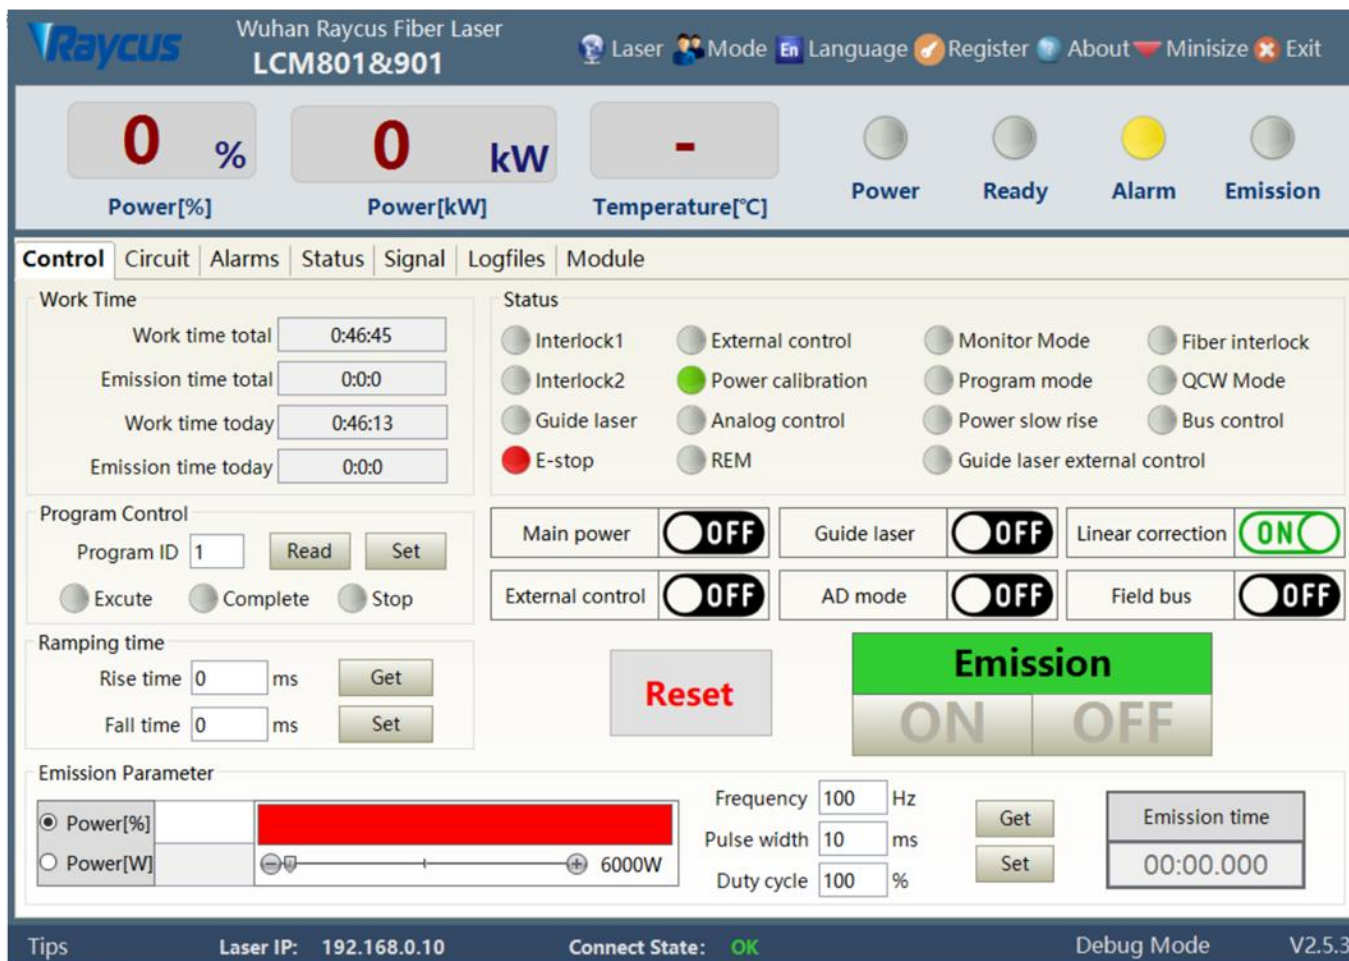 Raycus
Wuhan Raycus Fiber Laser
LCM801&901
Laser Mode En Language Register About Minisize Exit
0 % 0 kW -
Power[%] Power[kW] Temperature[℃] Power Ready Alarm Emission
Control Circuit Alarms Status Signal Logfiles Module
Work Time
Work time total 0:46:45
Emission time total 0:0:0
Work time today 0:46:13
Emission time today 0:0:0
Status
Interlock1 External control Monitor Mode Fiber interlock
Interlock2 Power calibration Program mode QCW Mode
Guide laser Analog control Power slow rise Bus control
E-stop REM Guide laser external control
Program Control
Program ID 1 Read Set
Excute Complete Stop
Main power OFF Guide laser OFF Linear correction ON
External control OFF AD mode OFF Field bus OFF
Ramping time
Rise time 0 ms Get
Fall time 0 ms Set
Reset
Emission
ON OFF
Emission Parameter
Power[%]
Power[W] 6000W
Frequency 100 Hz
Pulse width 10 ms
Duty cycle 100 %
Get
Set
Emission time
00:00.000
Tips Laser IP: 192.168.0.10 Connect State: OK Debug Mode V2.5.3